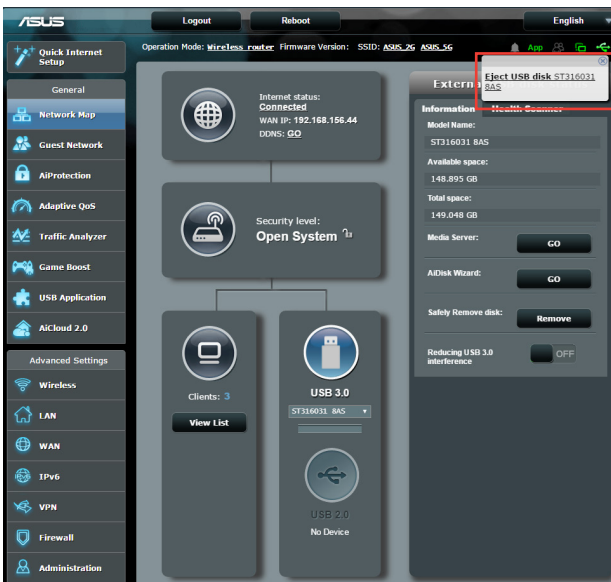 ASUS
Logout
Reboot
English
Quick Internet
Setup
Operation Mode: Wireless router Firmware Version: SSID: ASUS_2G ASUS_5G
App
General
Network Map
Guest Network
AiProtection
Adaptive QoS
Traffic Analyzer
Game Boost
USB Application
AiCloud 2.0
Advanced Settings
Wireless
LAN
WAN
IPv6
VPN
Firewall
Administration
Internet status:
Connected
WAN IP: 192.168.156.44
DDNS: GO
Security level:
Open System
Clients: 3
View List
USB 3.0
ST316031 8AS
USB 2.0
No Device
Eject USB disk ST316031
8AS
Externa
Information
Health Scanner
Model Name:
ST316031 8AS
Available space:
148.895 GB
Total space:
149.048 GB
Media Server:
GO
AiDisk Wizard:
GO
Safely Remove disk:
Remove
Reducing USB 3.0
interference
OFF